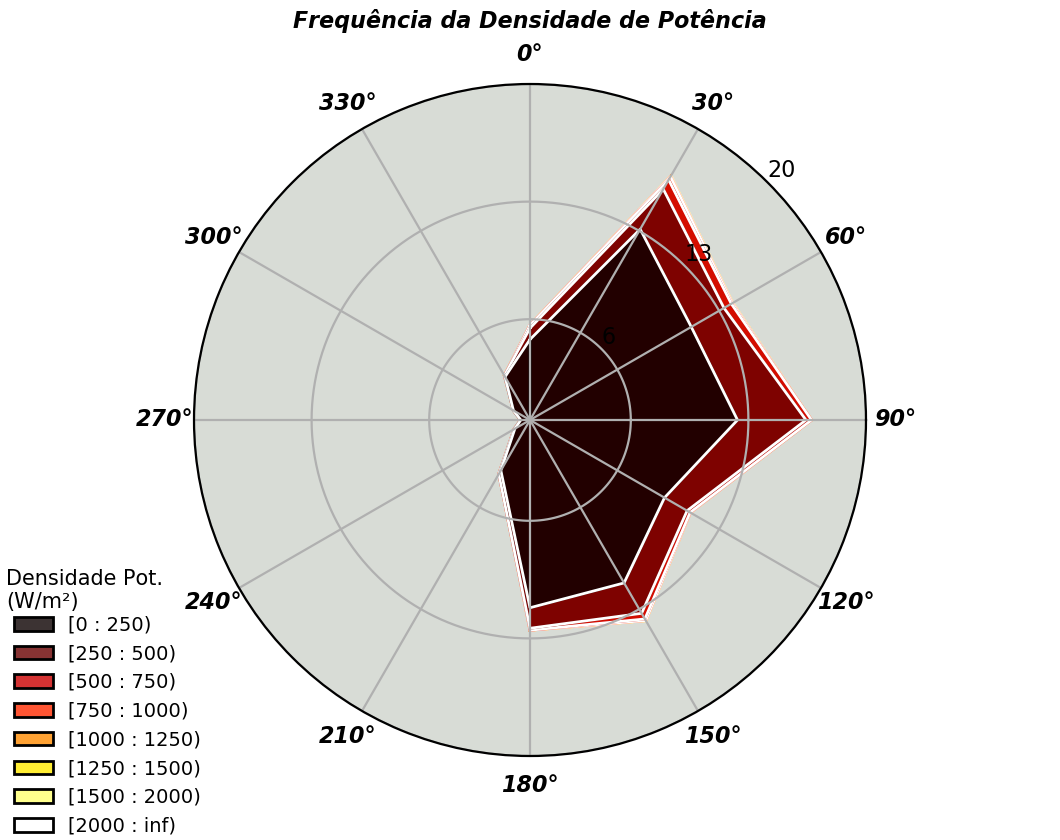 Frequência da Densidade de Potência
0°
330°
30°
20
300°
60°
13
6
270°
90°
240°
120°
210°
150°
180°
Densidade Pot.
(W/m²)
[0 : 250)
[250 : 500)
[500 : 750)
[750 : 1000)
[1000 : 1250)
[1250 : 1500)
[1500 : 2000)
[2000 : inf)